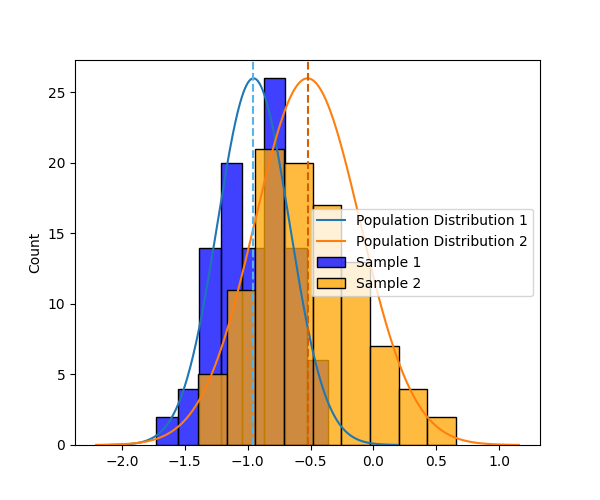 25
20
15
10
5
0
Count
Population Distribution 1
Population Distribution 2
Sample 1
Sample 2
−2.0 −1.5 −1.0 −0.5 0.0 0.5 1.0